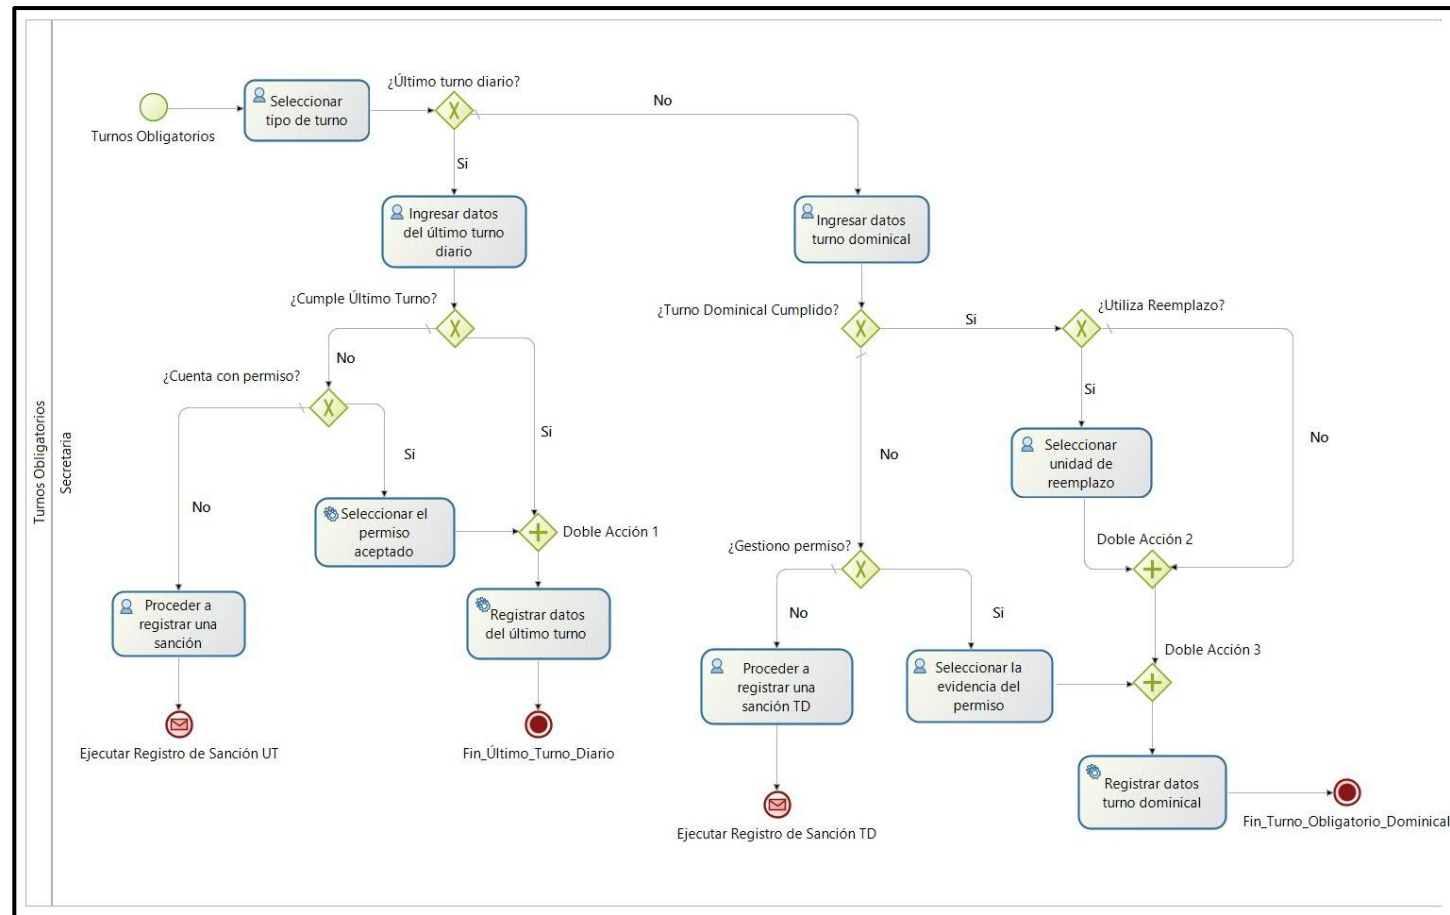 Turnos Obligatorios
Secretaria
Turnos Obligatorios
Seleccionar
tipo de turno
¿Último turno diario?
No
Si
Ingresar datos
del último turno
diario
Ingresar datos
turno dominical
¿Cumple Último Turno?
¿Turno Dominical Cumplido?
Si
¿Utiliza Reemplazo?
No
¿Cuenta con permiso?
Si
Si
No
Si
No
Seleccionar
unidad de
reemplazo
No
Seleccionar el
permiso
aceptado
Doble Acción 1
¿Gestiono permiso?
Doble Acción 2
Proceder a
registrar una
sanción
Registrar datos
del último turno
No
Si
Doble Acción 3
Proceder a
registrar una
sanción TD
Seleccionar la
evidencia del
permiso
Ejecutar Registro de Sanción UT
Fin_Último_Turno_Diario
Registrar datos
turno dominical
Ejecutar Registro de Sanción TD
Fin_Turno_Obligatorio_Dominical